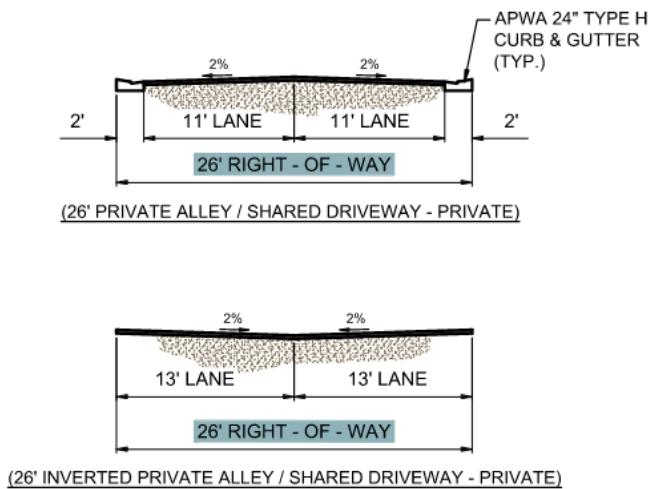 APWA 24" TYPE H
CURB & GUTTER
(TYP.)
2% 2%
2' 11' LANE 11' LANE 2'
26' RIGHT - OF - WAY
(26' PRIVATE ALLEY / SHARED DRIVEWAY - PRIVATE)
2% 2%
13' LANE 13' LANE
26' RIGHT - OF - WAY
(26' INVERTED PRIVATE ALLEY / SHARED DRIVEWAY - PRIVATE)